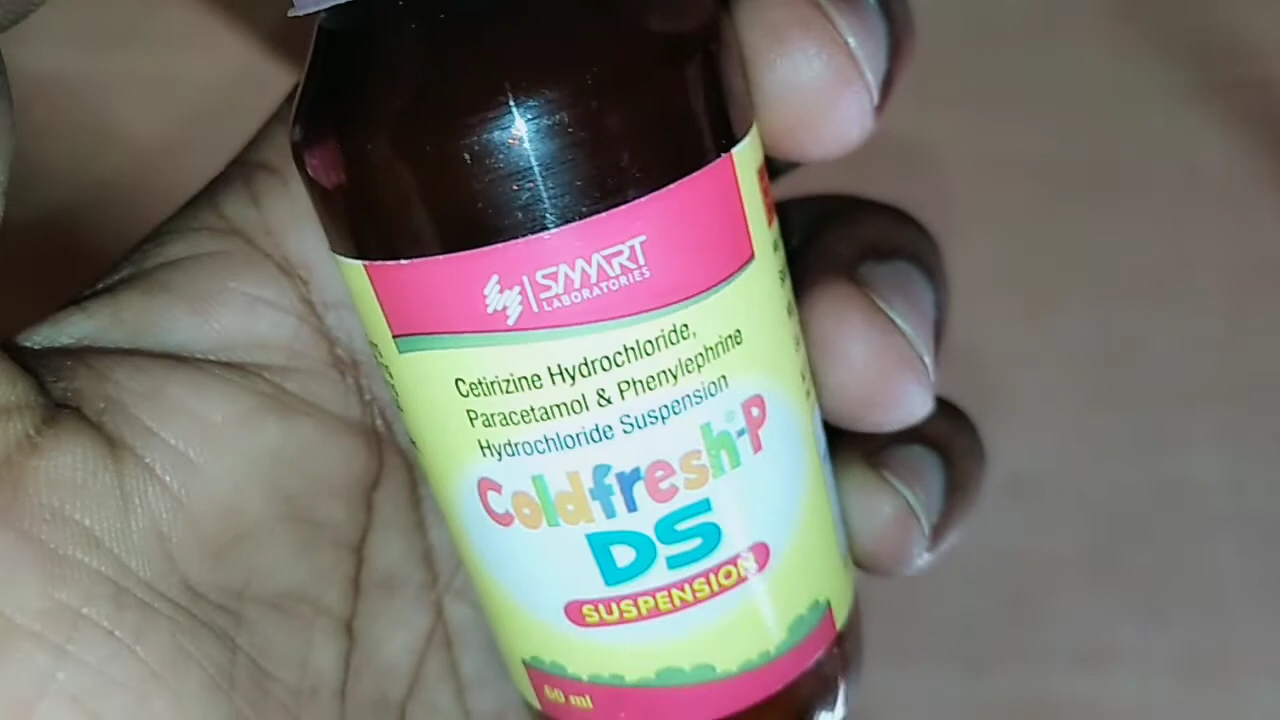 SMART
LABORATORIES
Cetirizine Hydrochloride,
Paracetamol & Phenylephrine
Hydrochloride Suspension
Coldfresh-P
DS
SUSPENSION
60 ml